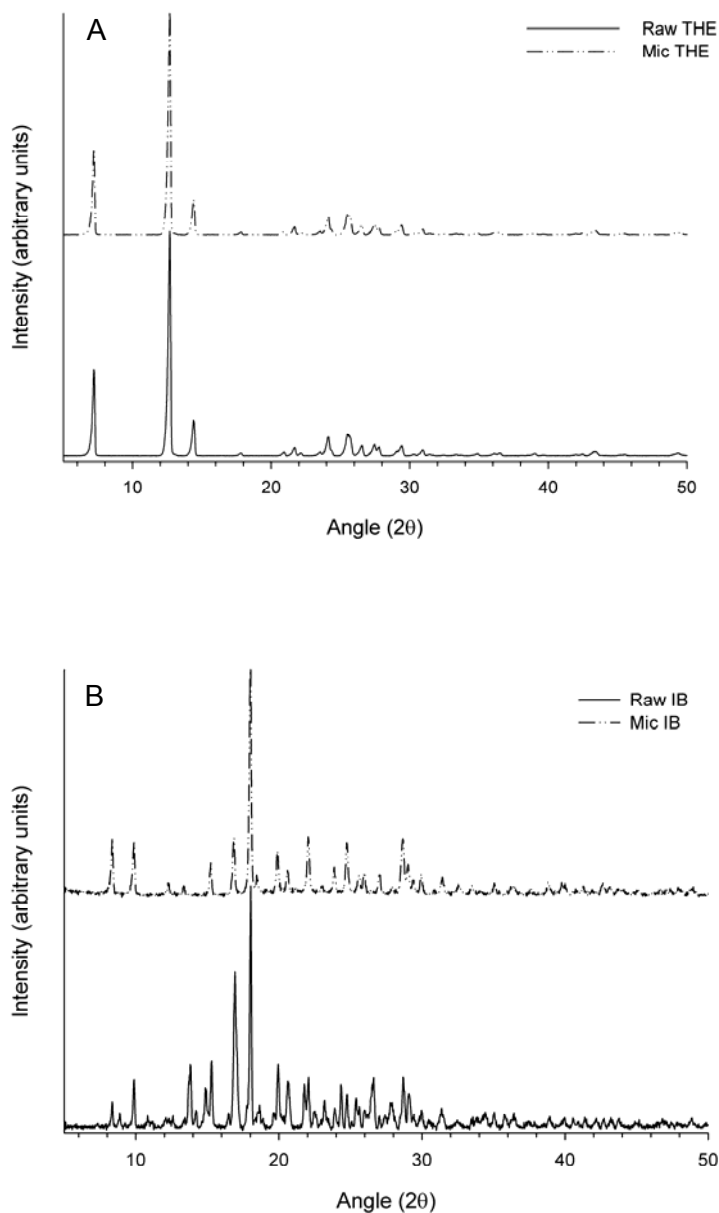 A
Raw THE
Mic THE
Intensity (arbitrary units)
10 20 30 40 50
Angle (2θ)
B
Raw IB
Mic IB
Intensity (arbitrary units)
10 20 30 40 50
Angle (2θ)